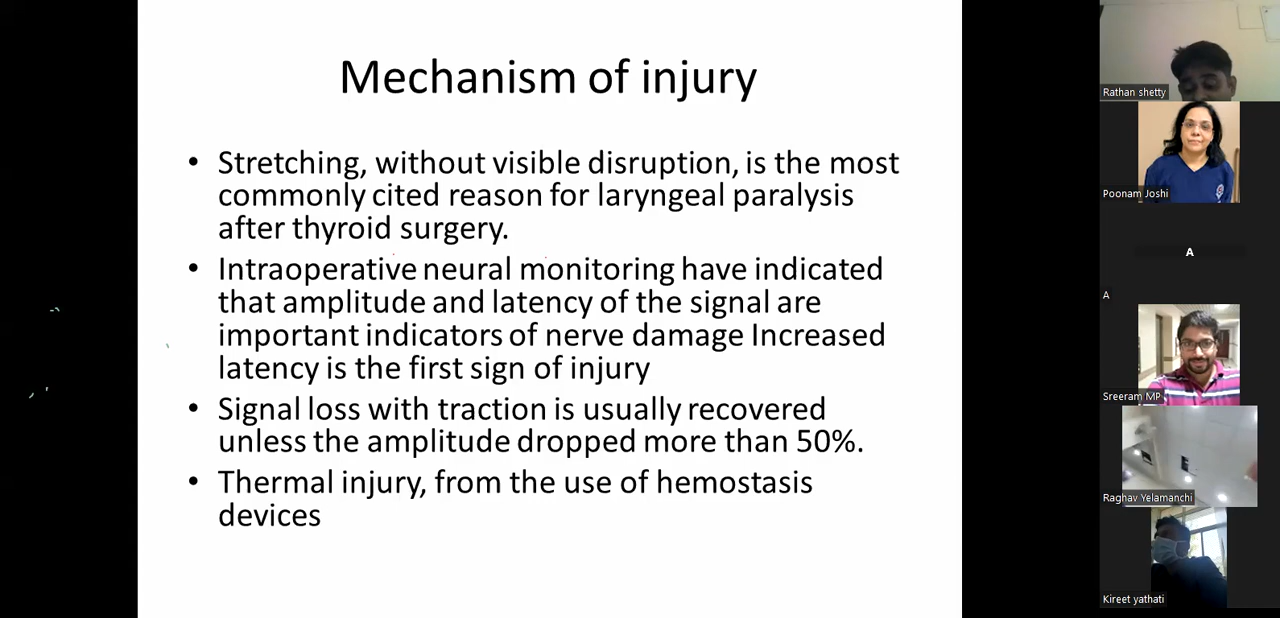 Mechanism of injury
• Stretching, without visible disruption, is the most
commonly cited reason for laryngeal paralysis
after thyroid surgery.
• Intraoperative neural monitoring have indicated
that amplitude and latency of the signal are
important indicators of nerve damage Increased
latency is the first sign of injury
• Signal loss with traction is usually recovered
unless the amplitude dropped more than 50%.
• Thermal injury, from the use of hemostasis
devices
Rathan shetty
Poonam Joshi
A
A
Sreeram MP
Raghav Yelamanchi
Kireet yathati